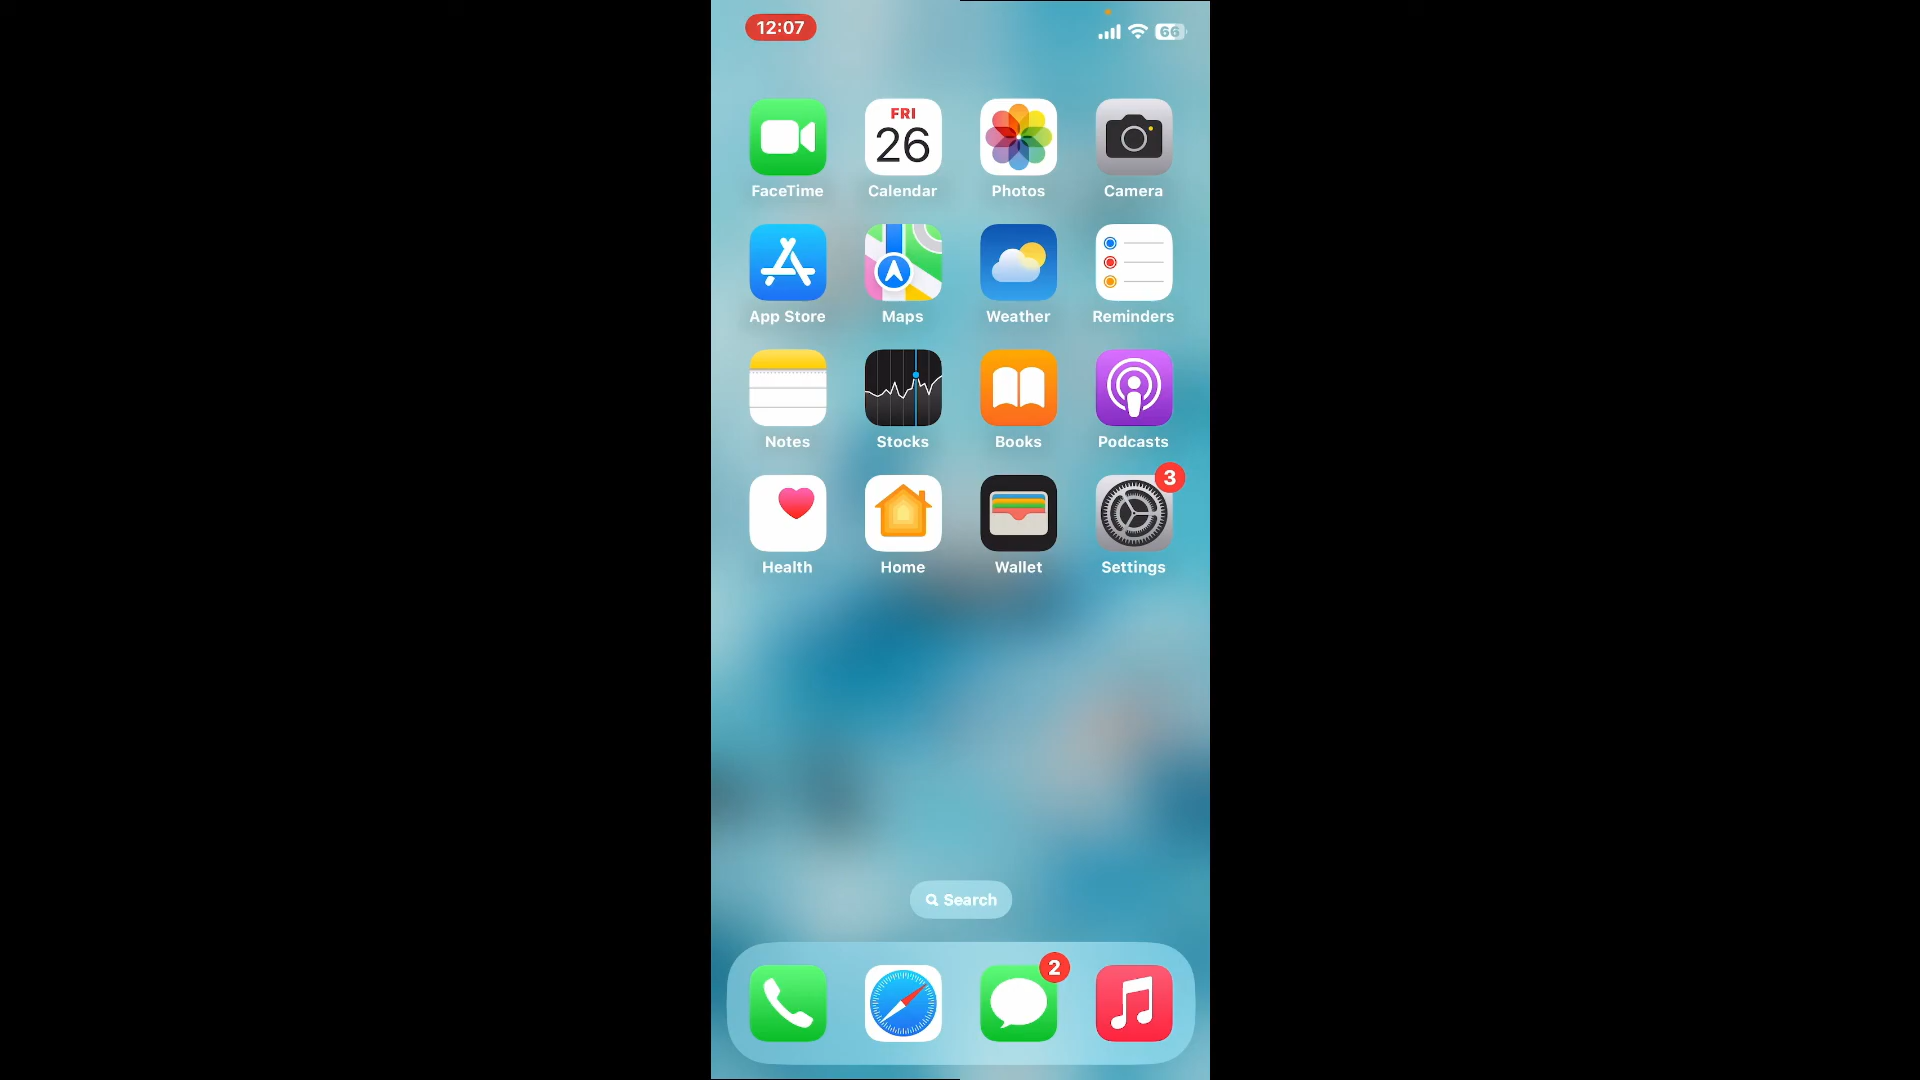 12:07
66
FRI
26
FaceTime
Calendar
Photos
Camera
App Store
Maps
Weather
Reminders
Notes
Stocks
Books
Podcasts
3
Health
Home
Wallet
Settings
Search
2